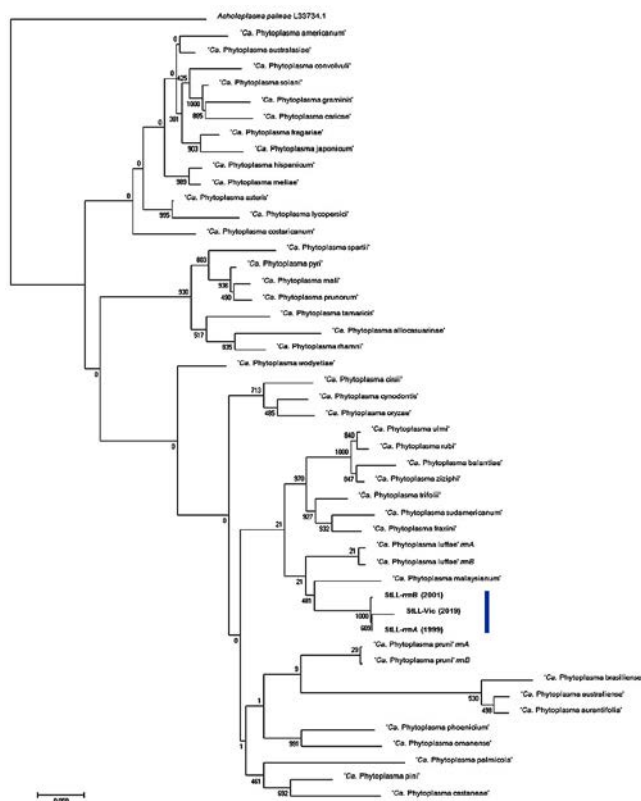 Acholeplasma palmae L33734.1
'Ca. Phytoplasma americanum'
'Ca. Phytoplasma australasiae'
'Ca. Phytoplasma convolvuli'
'Ca. Phytoplasma solani'
'Ca. Phytoplasma graminis'
'Ca. Phytoplasma caricae'
'Ca. Phytoplasma fragariae'
'Ca. Phytoplasma japonicum'
'Ca. Phytoplasma hispanicum'
'Ca. Phytoplasma meliae'
'Ca. Phytoplasma asteris'
'Ca. Phytoplasma lycopersici'
'Ca. Phytoplasma costaricanum'
'Ca. Phytoplasma spartii'
'Ca. Phytoplasma pyri'
'Ca. Phytoplasma mali'
'Ca. Phytoplasma prunorum'
'Ca. Phytoplasma tamaricis'
'Ca. Phytoplasma allocasuarinae'
'Ca. Phytoplasma rhamni'
'Ca. Phytoplasma wodyetiae'
'Ca. Phytoplasma cirsii'
'Ca. Phytoplasma cynodontis'
'Ca. Phytoplasma oryzae'
'Ca. Phytoplasma ulmi'
'Ca. Phytoplasma rubi'
'Ca. Phytoplasma balanitae'
'Ca. Phytoplasma ziziphi'
'Ca. Phytoplasma trifolii'
'Ca. Phytoplasma sudamericanum'
'Ca. Phytoplasma fraxini'
'Ca. Phytoplasma luffae' rrnA
'Ca. Phytoplasma luffae' rrnB
'Ca. Phytoplasma malaysianum'
StLL-rrnB (2001)
StLL-Vic (2019)
StLL-rrnA (1999)
'Ca. Phytoplasma pruni' rrnA
'Ca. Phytoplasma pruni' rrnB
'Ca. Phytoplasma brasiliense'
'Ca. Phytoplasma australiense'
'Ca. Phytoplasma aurantifolia'
'Ca. Phytoplasma phoenicium'
'Ca. Phytoplasma omanense'
'Ca. Phytoplasma palmicola'
'Ca. Phytoplasma pini'
'Ca. Phytoplasma castaneae'